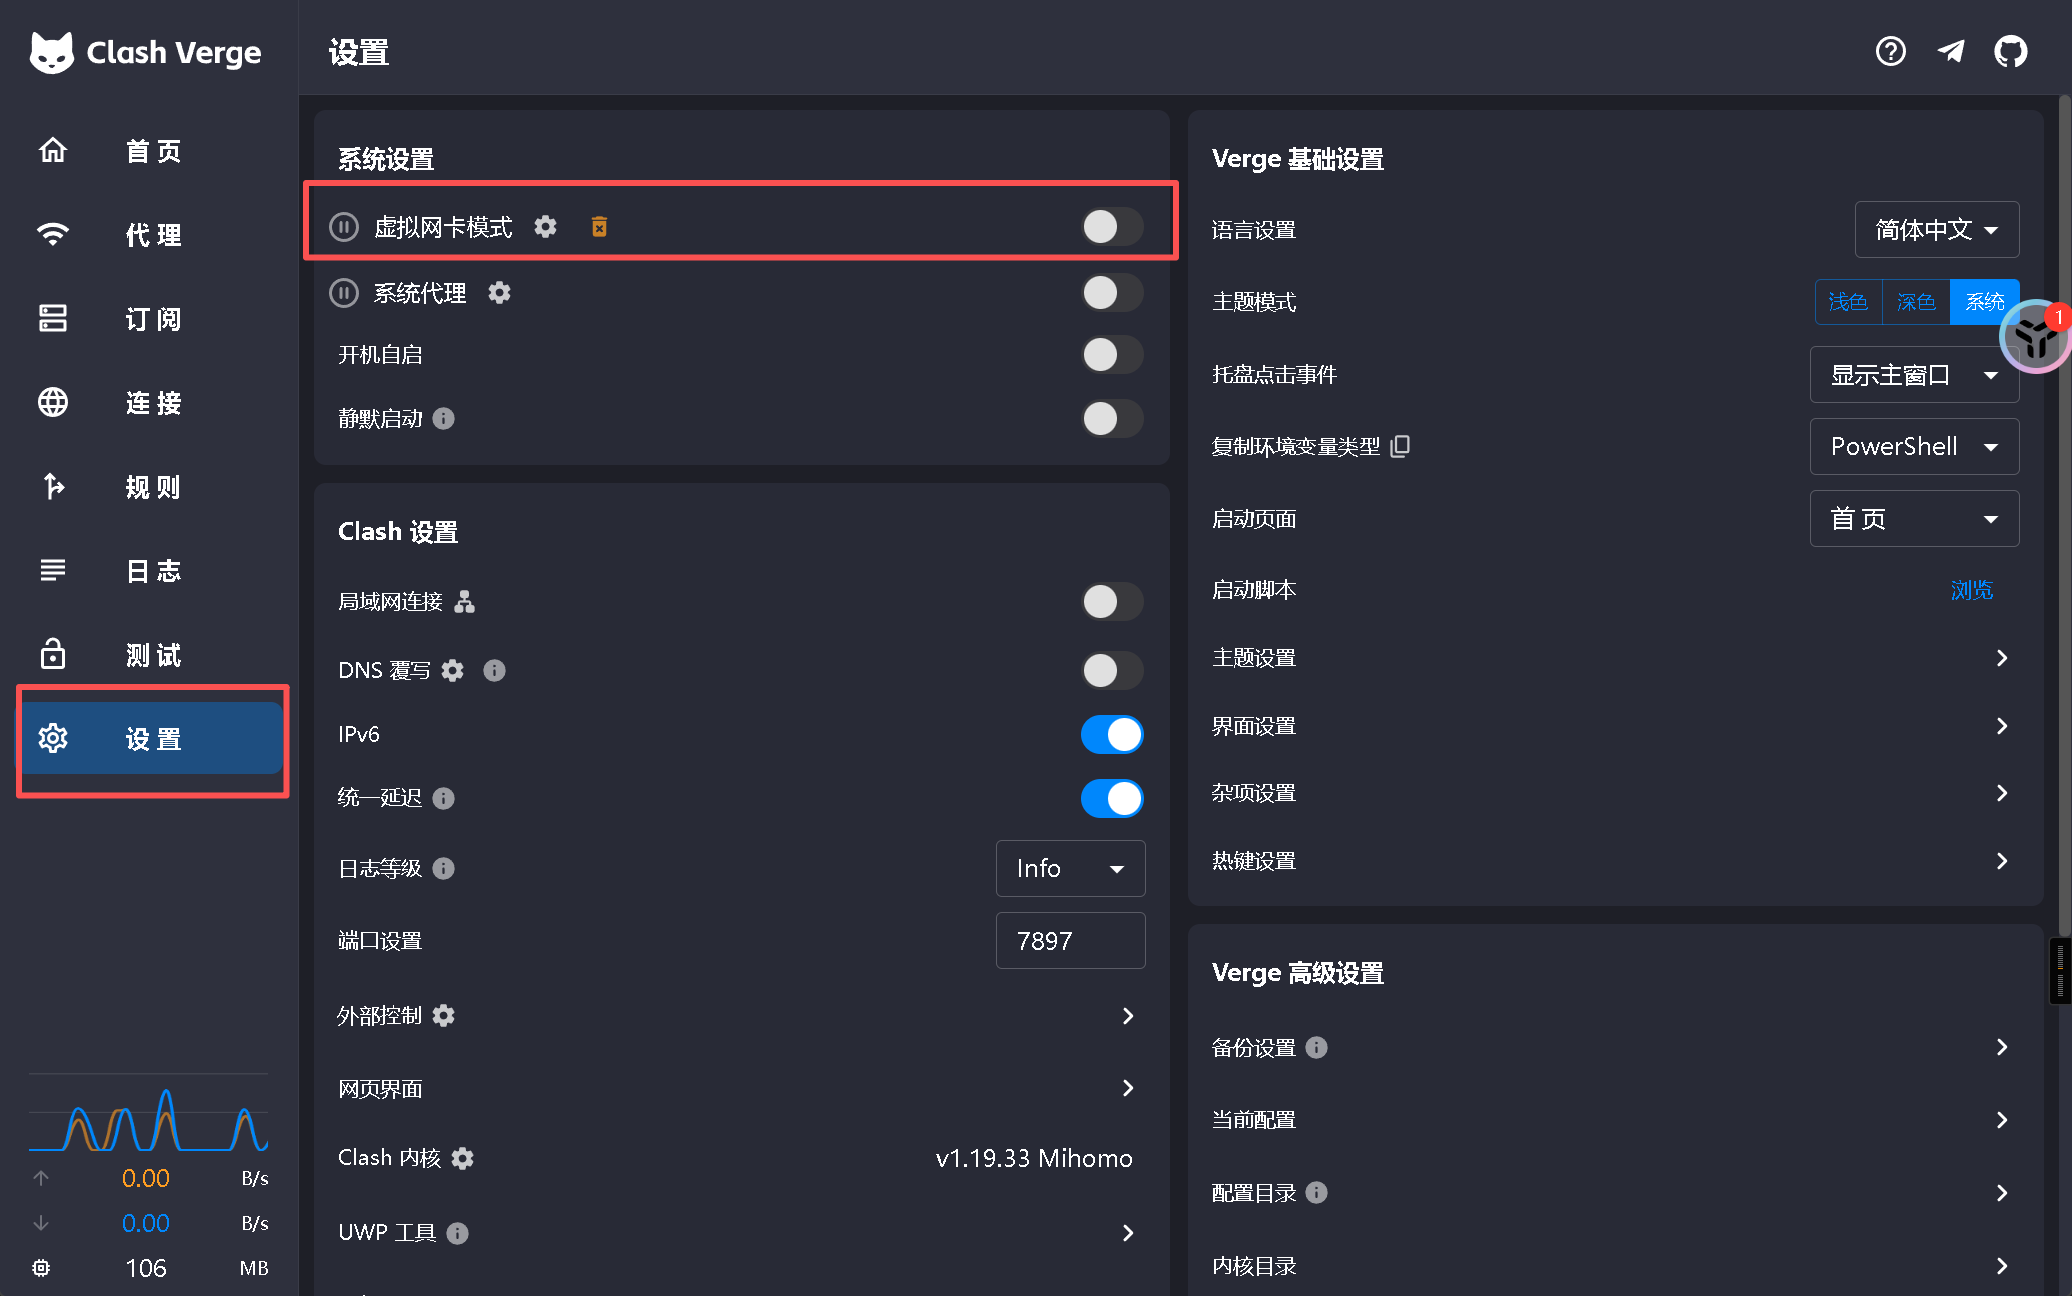 Clash Verge
首 页
代 理
订 阅
连 接
规 则
日 志
测 试
设 置
0.00 B/s
0.00 B/s
106 MB
设置
系统设置
虚拟网卡模式
系统代理
开机自启
静默启动
Clash 设置
局域网连接
DNS 覆写
IPv6
统一延迟
日志等级 Info
端口设置 7897
外部控制
网页界面
Clash 内核 v1.19.33 Mihomo
UWP 工具
Verge 基础设置
语言设置 简体中文
主题模式 浅色 深色 系统
1
托盘点击事件 显示主窗口
复制环境变量类型 PowerShell
启动页面 首 页
启动脚本 浏览
主题设置
界面设置
杂项设置
热键设置
Verge 高级设置
备份设置
当前配置
配置目录
内核目录